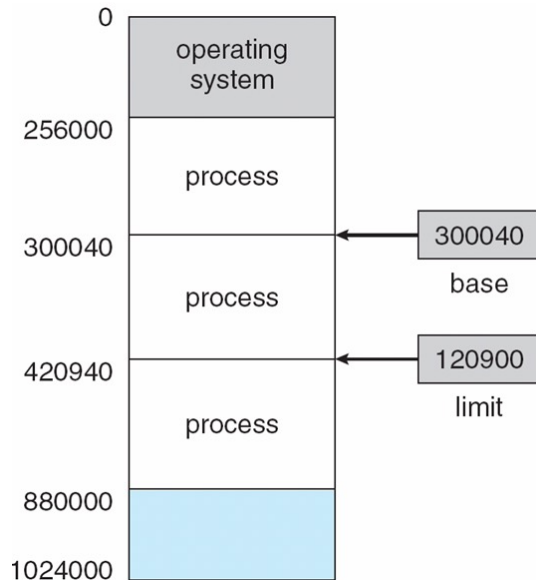 0
operating
system
256000
process
300040
300040
base
process
420940
120900
limit
process
880000
1024000